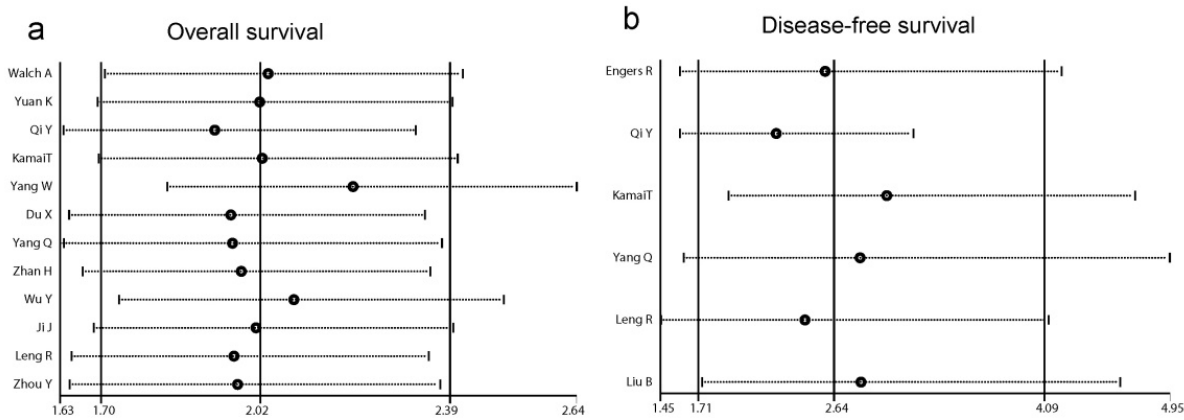 a
Overall survival
Walch A
Yuan K
Qi Y
KamaiT
Yang W
Du X
Yang Q
Zhan H
Wu Y
Ji J
Leng R
Zhou Y
1.63 1.70 2.02 2.39 2.64
b
Disease-free survival
Engers R
Qi Y
KamaiT
Yang Q
Leng R
Liu B
1.45 1.71 2.64 4.09 4.95